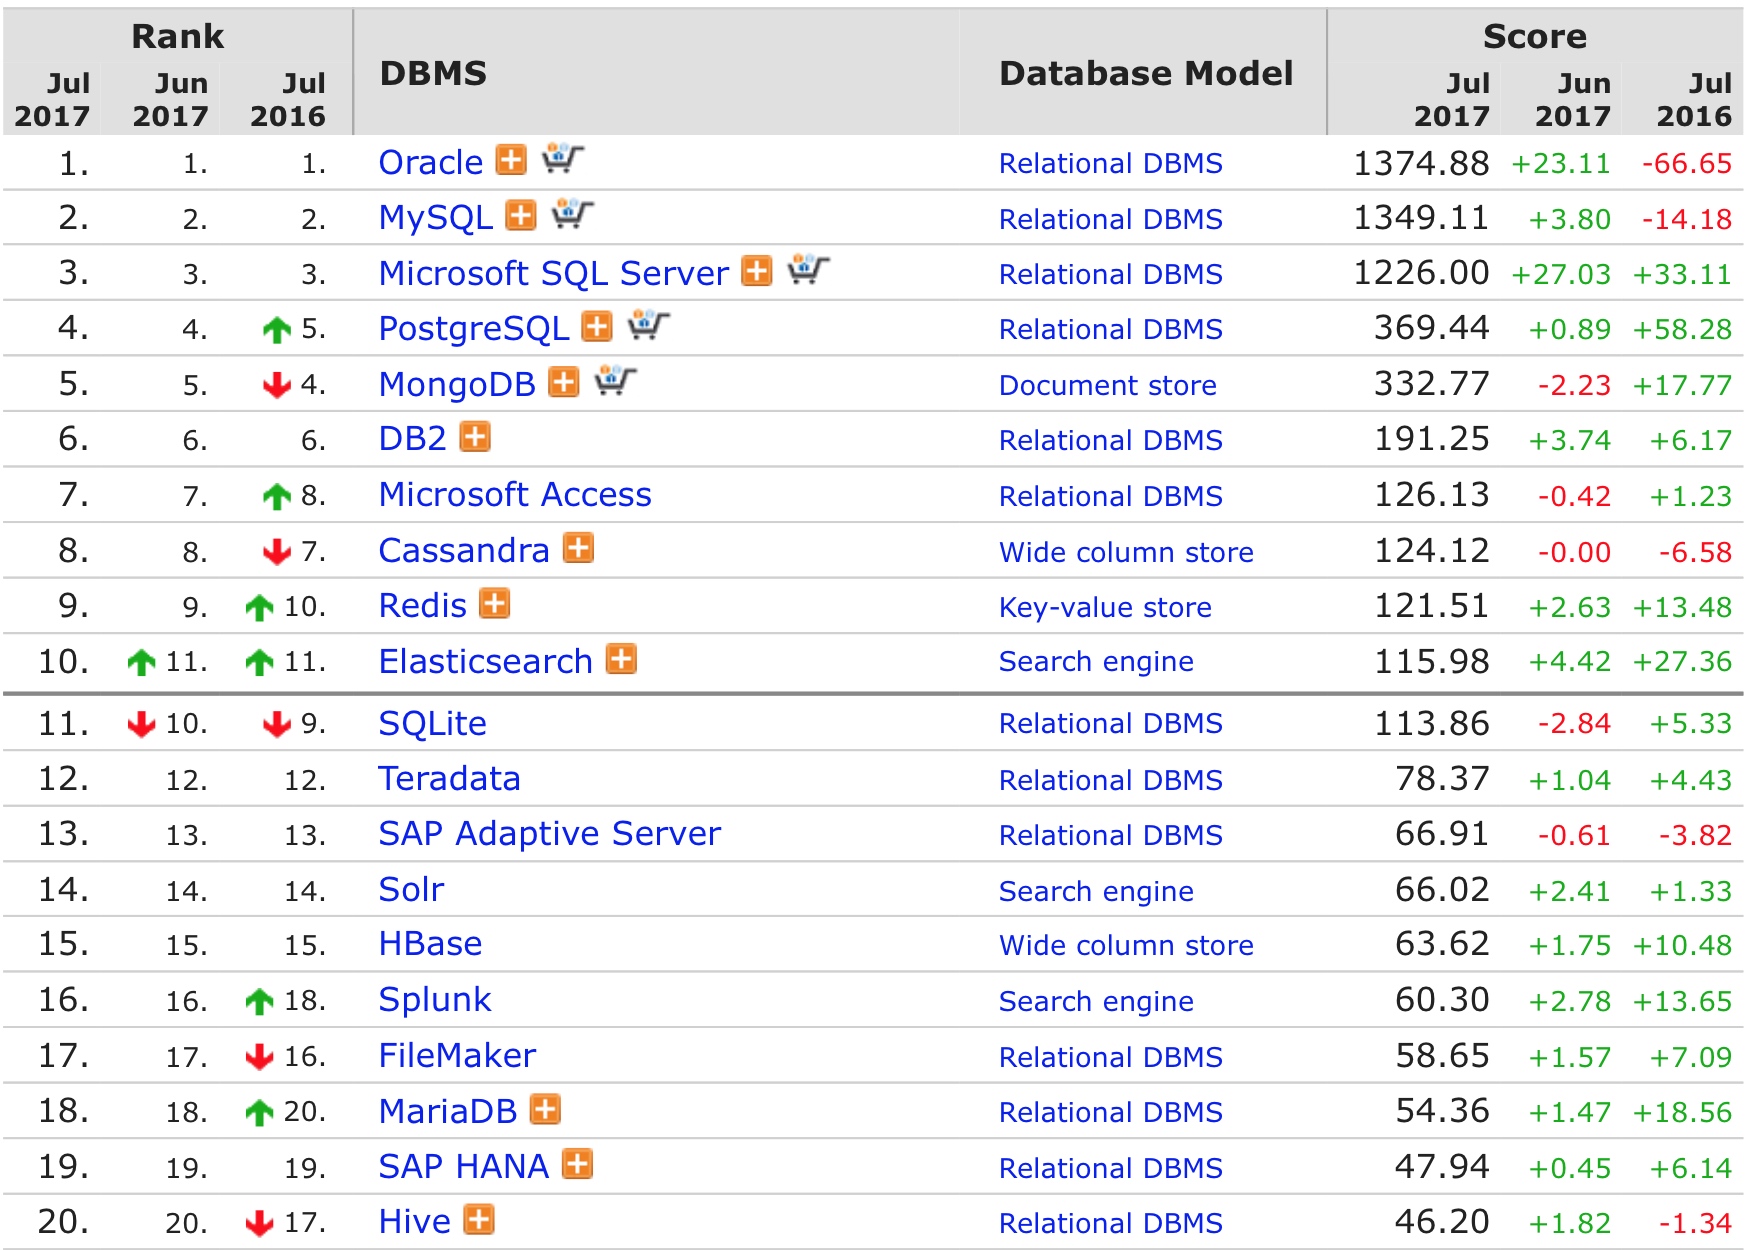 Rank DBMS Database Model Score
Jul 2017 Jun 2017 Jul 2016 Jul 2017 Jun 2017 Jul 2016
1. 1. 1. Oracle Relational DBMS 1374.88 +23.11 -66.65
2. 2. 2. MySQL Relational DBMS 1349.11 +3.80 -14.18
3. 3. 3. Microsoft SQL Server Relational DBMS 1226.00 +27.03 +33.11
4. 4. 5. PostgreSQL Relational DBMS 369.44 +0.89 +58.28
5. 5. 4. MongoDB Document store 332.77 -2.23 +17.77
6. 6. 6. DB2 Relational DBMS 191.25 +3.74 +6.17
7. 7. 8. Microsoft Access Relational DBMS 126.13 -0.42 +1.23
8. 8. 7. Cassandra Wide column store 124.12 -0.00 -6.58
9. 9. 10. Redis Key-value store 121.51 +2.63 +13.48
10. 11. 11. Elasticsearch Search engine 115.98 +4.42 +27.36
11. 10. 9. SQLite Relational DBMS 113.86 -2.84 +5.33
12. 12. 12. Teradata Relational DBMS 78.37 +1.04 +4.43
13. 13. 13. SAP Adaptive Server Relational DBMS 66.91 -0.61 -3.82
14. 14. 14. Solr Search engine 66.02 +2.41 +1.33
15. 15. 15. HBase Wide column store 63.62 +1.75 +10.48
16. 16. 18. Splunk Search engine 60.30 +2.78 +13.65
17. 17. 16. FileMaker Relational DBMS 58.65 +1.57 +7.09
18. 18. 20. MariaDB Relational DBMS 54.36 +1.47 +18.56
19. 19. 19. SAP HANA Relational DBMS 47.94 +0.45 +6.14
20. 20. 17. Hive Relational DBMS 46.20 +1.82 -1.34